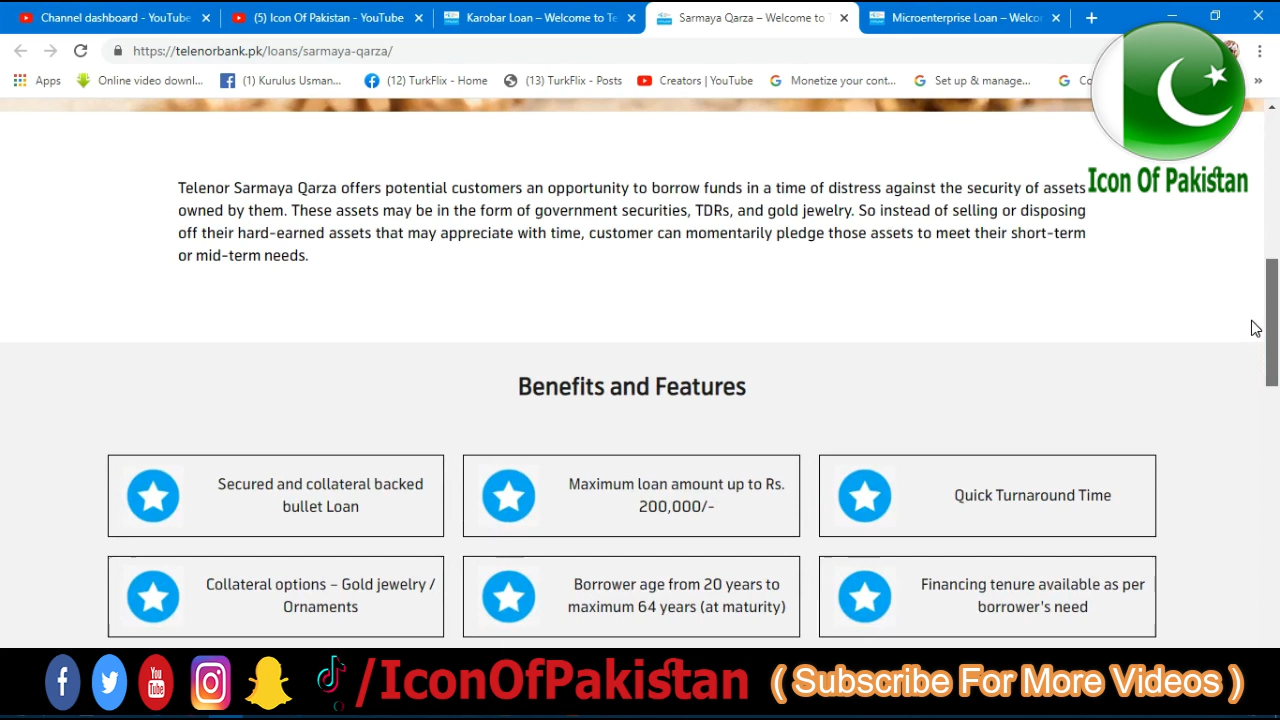 Channel dashboard - YouTube
(5) Icon Of Pakistan - YouTube
Karobar Loan – Welcome to Te
Sarmaya Qarza – Welcome to T
Microenterprise Loan – Welcor
https://telenorbank.pk/loans/sarmaya-qarza/
Apps
Online video downl...
(1) Kurulus Usman...
(12) TurkFlix - Home
(13) TurkFlix - Posts
Creators | YouTube
Monetize your cont...
Set up & manage...
Co
Icon Of Pakistan
Telenor Sarmaya Qarza offers potential customers an opportunity to borrow funds in a time of distress against the security of assets
owned by them. These assets may be in the form of government securities, TDRs, and gold jewelry. So instead of selling or disposing
off their hard-earned assets that may appreciate with time, customer can momentarily pledge those assets to meet their short-term
or mid-term needs.
Benefits and Features
Secured and collateral backed
bullet Loan
Maximum loan amount up to Rs.
200,000/-
Quick Turnaround Time
Collateral options – Gold jewelry /
Ornaments
Borrower age from 20 years to
maximum 64 years (at maturity)
Financing tenure available as per
borrower's need
You
Tube
/IconOfPakistan
( Subscribe For More Videos )